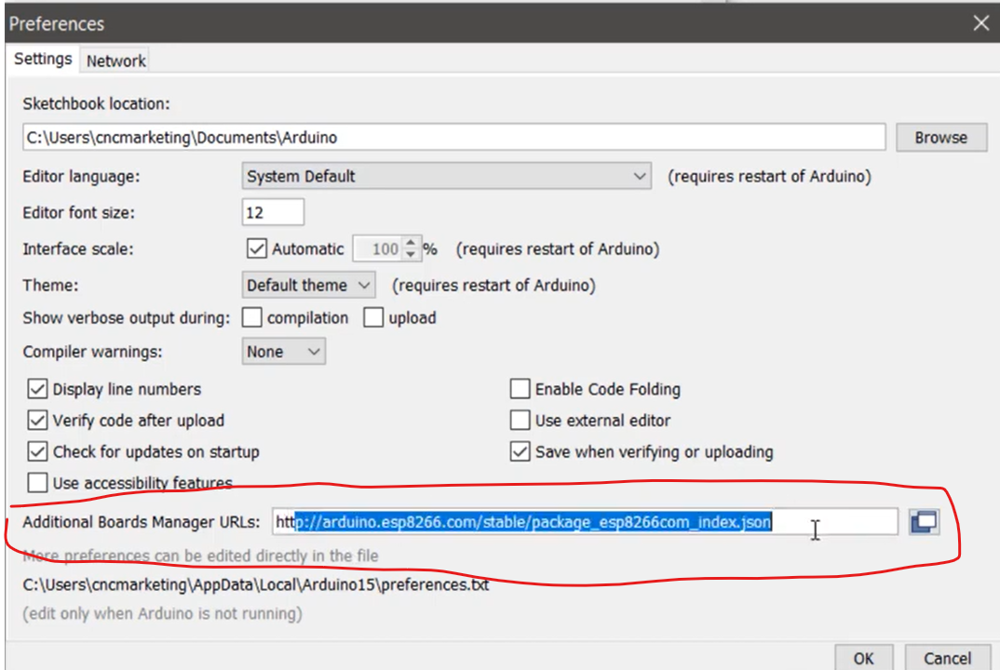 Preferences
Settings Network
Sketchbook location:
C:\Users\cncmarketing\Documents\Arduino Browse
Editor language: System Default (requires restart of Arduino)
Editor font size: 12
Interface scale: Automatic 100 % (requires restart of Arduino)
Theme: Default theme (requires restart of Arduino)
Show verbose output during: compilation upload
Compiler warnings: None
Display line numbers Enable Code Folding
Verify code after upload Use external editor
Check for updates on startup Save when verifying or uploading
Use accessibility features
Additional Boards Manager URLs: http://arduino.esp8266.com/stable/package_esp8266com_index.json
More preferences can be edited directly in the file
C:\Users\cncmarketing\AppData\Local\Arduino15\preferences.txt
(edit only when Arduino is not running)
OK Cancel